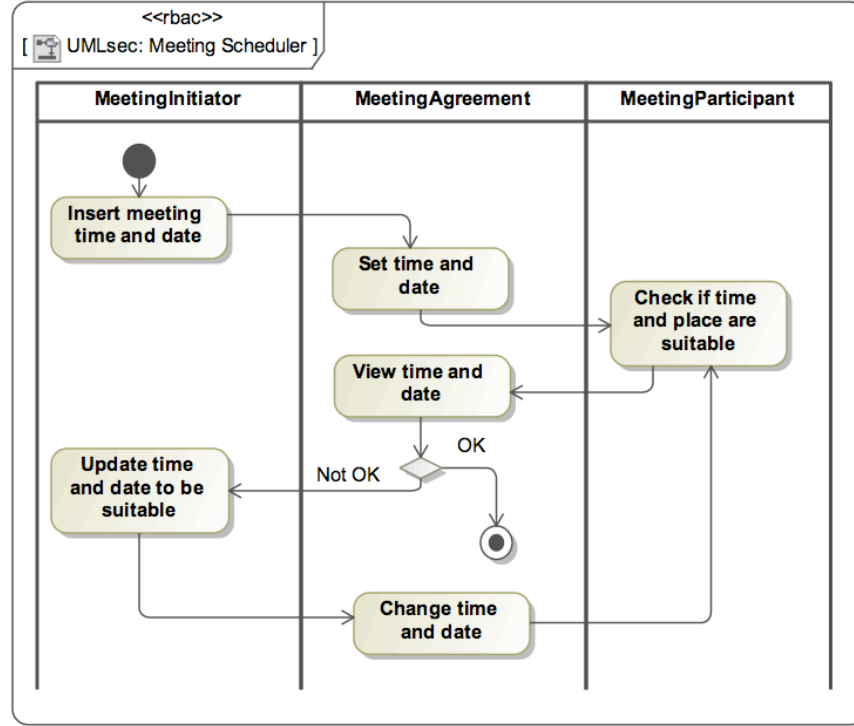 <<rbac>>
[ UMLsec: Meeting Scheduler ]
MeetingInitiator
MeetingAgreement
MeetingParticipant
Insert meeting
time and date
Set time and
date
Check if time
and place are
suitable
View time and
date
OK
Not OK
Update time
and date to be
suitable
Change time
and date